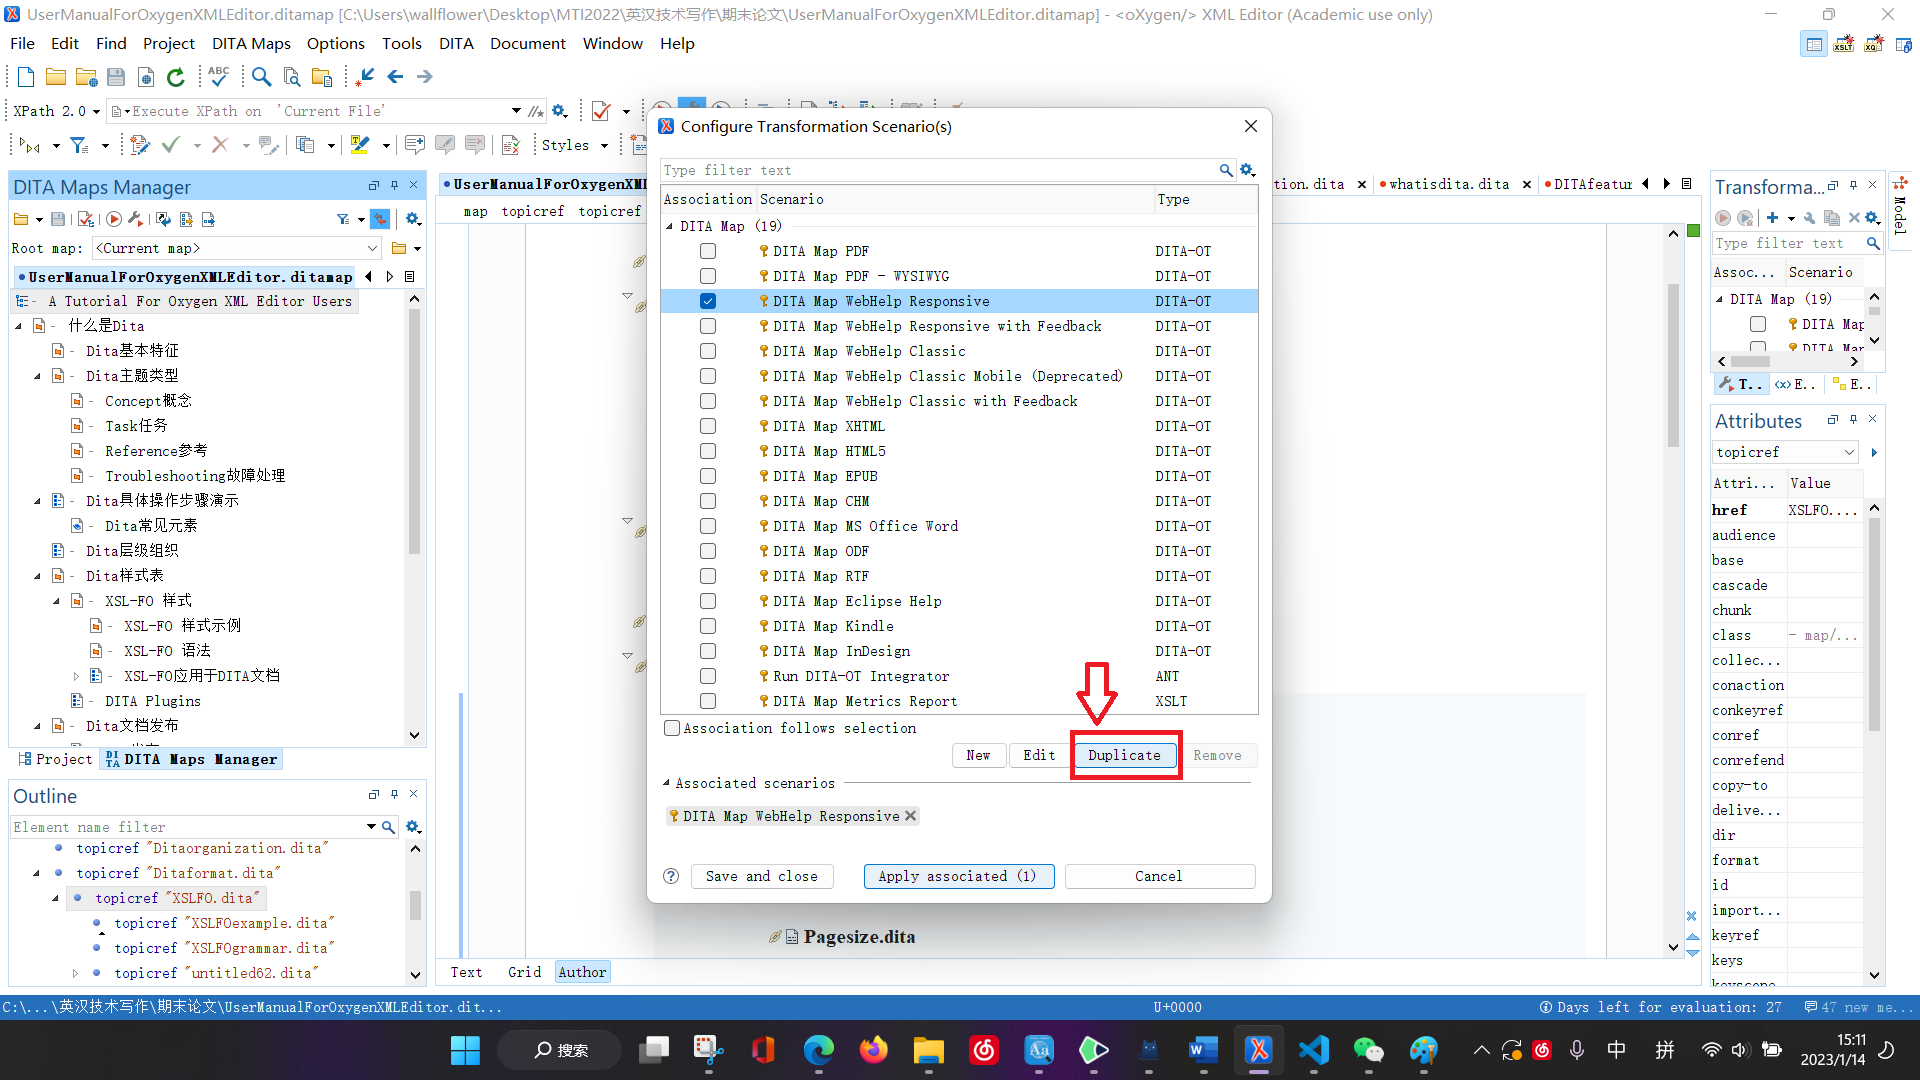 UserManualForOxygenXMLEditor.ditamap [C:\Users\wallflower\Desktop\MTI2022\英汉技术写作\期末论文\UserManualForOxygenXMLEditor.ditamap] - <oXygen/> XML Editor (Academic use only)
File Edit Find Project DITA Maps Options Tools DITA Document Window Help
XPath 2.0 Execute XPath on 'Current File'
Styles
DITA Maps Manager
Root map: <Current map>
UserManualForOxygenXMLEditor.ditamap
A Tutorial For Oxygen XML Editor Users
什么是Dita
Dita基本特征
Dita主题类型
Concept概念
Task任务
Reference参考
Troubleshooting故障处理
Dita具体操作步骤演示
Dita常见元素
Dita层级组织
Dita样式表
XSL-FO 样式
XSL-FO 样式示例
XSL-FO 语法
XSL-FO应用于DITA文档
DITA Plugins
Dita文档发布
Project DITA Maps Manager
Outline
Element name filter
topicref "Ditaorganization.dita"
topicref "Ditaformat.dita"
topicref "XSLFO.dita"
topicref "XSLFOexample.dita"
topicref "XSLFOgrammar.dita"
topicref "untitled62.dita"
UserManualForOxygenXML
tion.dita whatisdita.dita DITAfeatur
map topicref topicref
Configure Transformation Scenario(s)
Type filter text
Association Scenario Type
DITA Map (19)
DITA Map PDF DITA-OT
DITA Map PDF - WYSIWYG DITA-OT
DITA Map WebHelp Responsive DITA-OT
DITA Map WebHelp Responsive with Feedback DITA-OT
DITA Map WebHelp Classic DITA-OT
DITA Map WebHelp Classic Mobile (Deprecated) DITA-OT
DITA Map WebHelp Classic with Feedback DITA-OT
DITA Map XHTML DITA-OT
DITA Map HTML5 DITA-OT
DITA Map EPUB DITA-OT
DITA Map CHM DITA-OT
DITA Map MS Office Word DITA-OT
DITA Map ODF DITA-OT
DITA Map RTF DITA-OT
DITA Map Eclipse Help DITA-OT
DITA Map Kindle DITA-OT
DITA Map InDesign DITA-OT
Run DITA-OT Integrator ANT
DITA Map Metrics Report XSLT
Association follows selection
New Edit Duplicate Remove
Associated scenarios
DITA Map WebHelp Responsive
Save and close Apply associated (1) Cancel
Pagesize.dita
Text Grid Author
Transforma...
Model
Type filter text
Assoc... Scenario
DITA Map (19)
DITA Map
DITA Map
T.. E.. E..
Attributes
topicref
Attri... Value
href XSLFO....
audience
base
cascade
chunk
class - map/...
collec...
conaction
conkeyref
conref
conrefend
copy-to
delive...
dir
format
id
import...
keyref
keys
keyscope
C:\...\英汉技术写作\期末论文\UserManualForOxygenXMLEditor.dit... U+0000 Days left for evaluation: 27 47 new me...
搜索 中 拼 15:11
2023/1/14